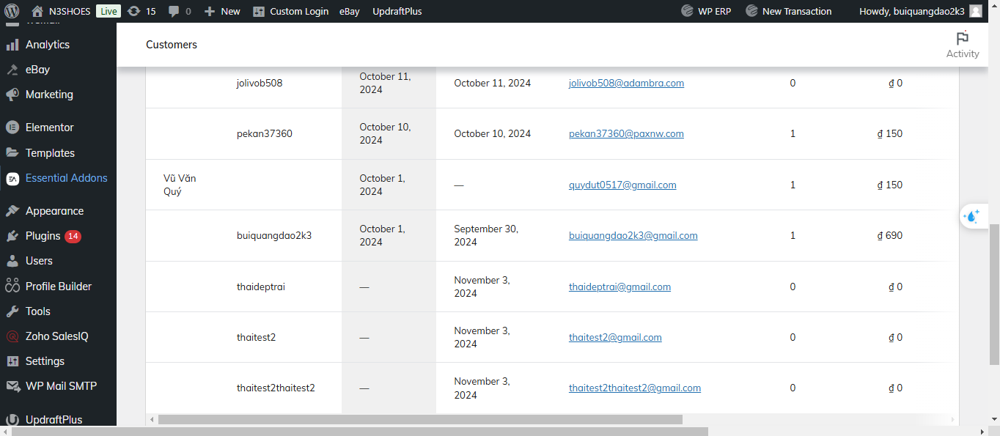 N3SHOES Live 15 0 New Custom Login eBay UpdraftPlus WP ERP New Transaction Howdy, buiquangdao2k3
Analytics
eBay
Marketing
Elementor
Templates
Essential Addons
Appearance
Plugins 14
Users
Profile Builder
Tools
Zoho SalesIQ
Settings
WP Mail SMTP
UpdraftPlus
Customers
Activity
jolivob508 October 11, 2024 October 11, 2024 jolivob508@adambra.com 0 ₫ 0
pekan37360 October 10, 2024 October 10, 2024 pekan37360@paxnw.com 1 ₫ 150
Vũ Văn Quý October 1, 2024 — quydut0517@gmail.com 1 ₫ 150
buiquangdao2k3 October 1, 2024 September 30, 2024 buiquangdao2k3@gmail.com 1 ₫ 690
thaideptrai — November 3, 2024 thaideptrai@gmail.com 0 ₫ 0
thaitest2 — November 3, 2024 thaitest2@gmail.com 0 ₫ 0
thaitest2thaitest2 — November 3, 2024 thaitest2thaitest2@gmail.com 0 ₫ 0